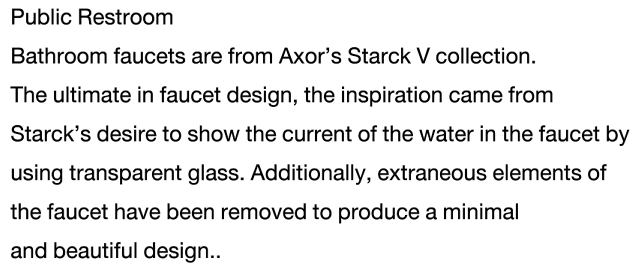 Public Restroom
Bathroom faucets are from Axor’s Starck V collection.
The ultimate in faucet design, the inspiration came from
Starck’s desire to show the current of the water in the faucet by
using transparent glass. Additionally, extraneous elements of
the faucet have been removed to produce a minimal
and beautiful design..